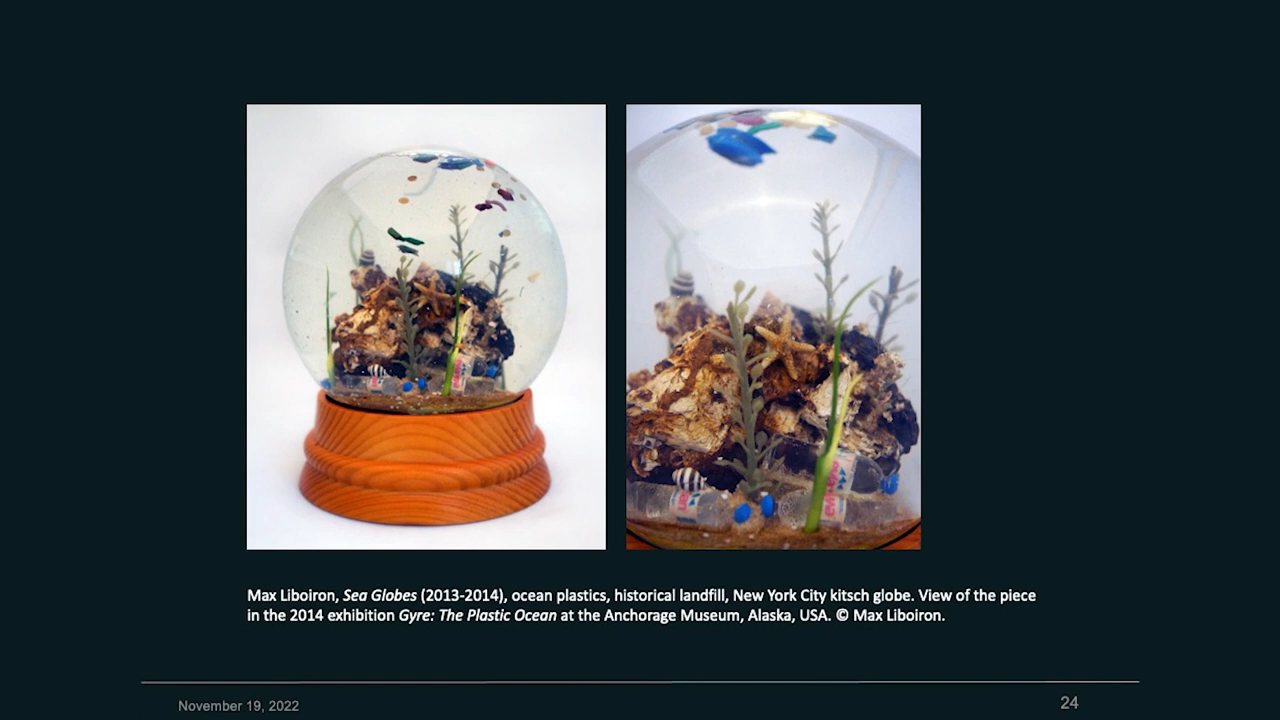 Max Liboiron, Sea Globes (2013-2014), ocean plastics, historical landfill, New York City kitsch globe. View of the piece
in the 2014 exhibition Gyre: The Plastic Ocean at the Anchorage Museum, Alaska, USA. © Max Liboiron.
November 19, 2022
24